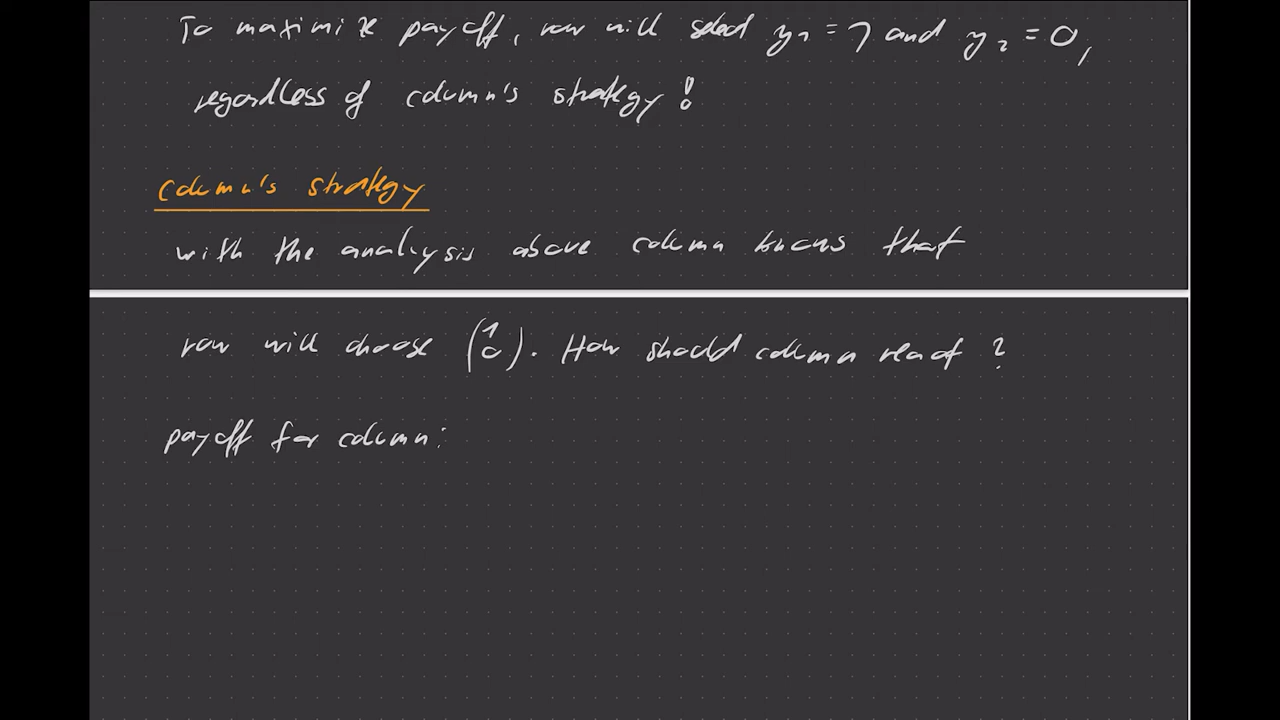 To maximize payoff, row will select y₁ = 1 and y₂ = 0,
regardless of column's strategy!
column's strategy
with the analysis above column knows that
row will choose (1 0). How should column react?
payoff for column: